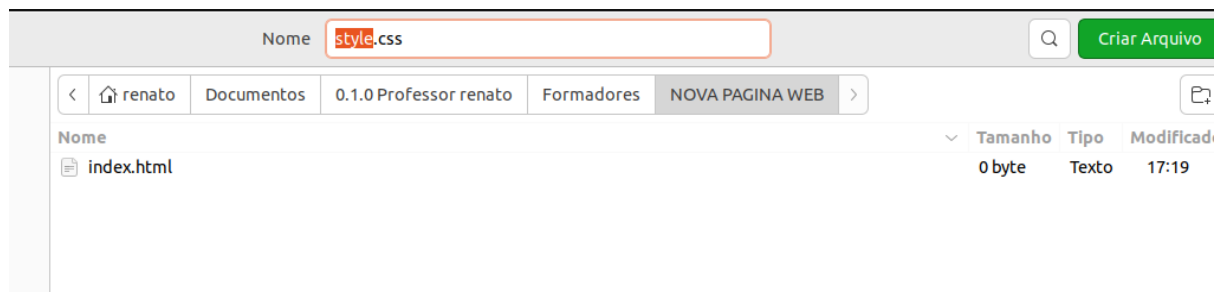 Nome style.css Criar Arquivo
renato Documentos 0.1.0 Professor renato Formadores NOVA PAGINA WEB
Nome Tamanho Tipo Modificado
index.html 0 byte Texto 17:19